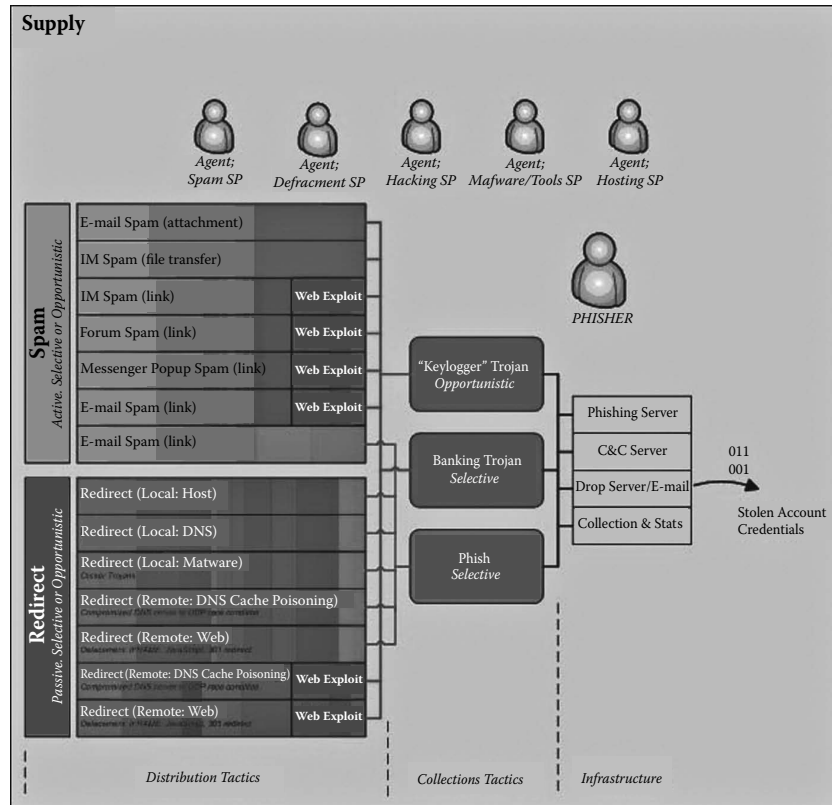 Supply
Agent;
Spam SP
Agent;
Defracment SP
Agent;
Hacking SP
Agent;
Mafware/Tools SP
Agent;
Hosting SP
PHISHER
Spam
Active. Selective or Opportunistic
E-mail Spam (attachment)
IM Spam (file transfer)
IM Spam (link)
Web Exploit
Forum Spam (link)
Web Exploit
Messenger Popup Spam (link)
Web Exploit
E-mail Spam (link)
Web Exploit
E-mail Spam (link)
Redirect
Passive. Selective or Opportunistic
Redirect (Local: Host)
Redirect (Local: DNS)
Redirect (Local: Matware)
Redirect (Remote: DNS Cache Poisoning)
Redirect (Remote: Web)
Redirect (Remote: DNS Cache Poisoning)
Web Exploit
Redirect (Remote: Web)
Web Exploit
"Keylogger" Trojan
Opportunistic
Banking Trojan
Selective
Phish
Selective
Phishing Server
C&C Server
Drop Server/E-mail
Collection & Stats
011
001
Stolen Account
Credentials
Distribution Tactics
Collections Tactics
Infrastructure